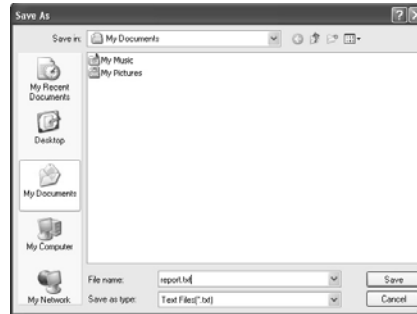 Save As
Save in: My Documents
My Recent
Documents
Desktop
My Documents
My Computer
My Network
My Music
My Pictures
File name: report.txt
Save as type: Text Files(*.txt)
Save
Cancel